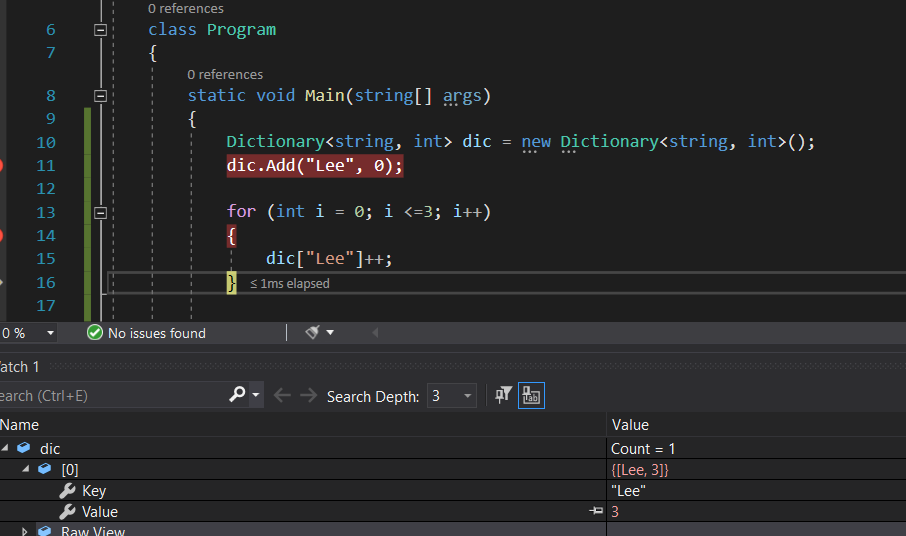 0 references
6 class Program
7 {
0 references
8 static void Main(string[] args)
9 {
10 Dictionary<string, int> dic = new Dictionary<string, int>();
11 dic.Add("Lee", 0);
12
13 for (int i = 0; i <=3; i++)
14 {
15 dic["Lee"]++;
16 } ≤ 1ms elapsed
17
0 % No issues found
atch 1
earch (Ctrl+E) Search Depth: 3
Name Value
dic Count = 1
[0] {[Lee, 3]}
Key "Lee"
Value 3
Raw View